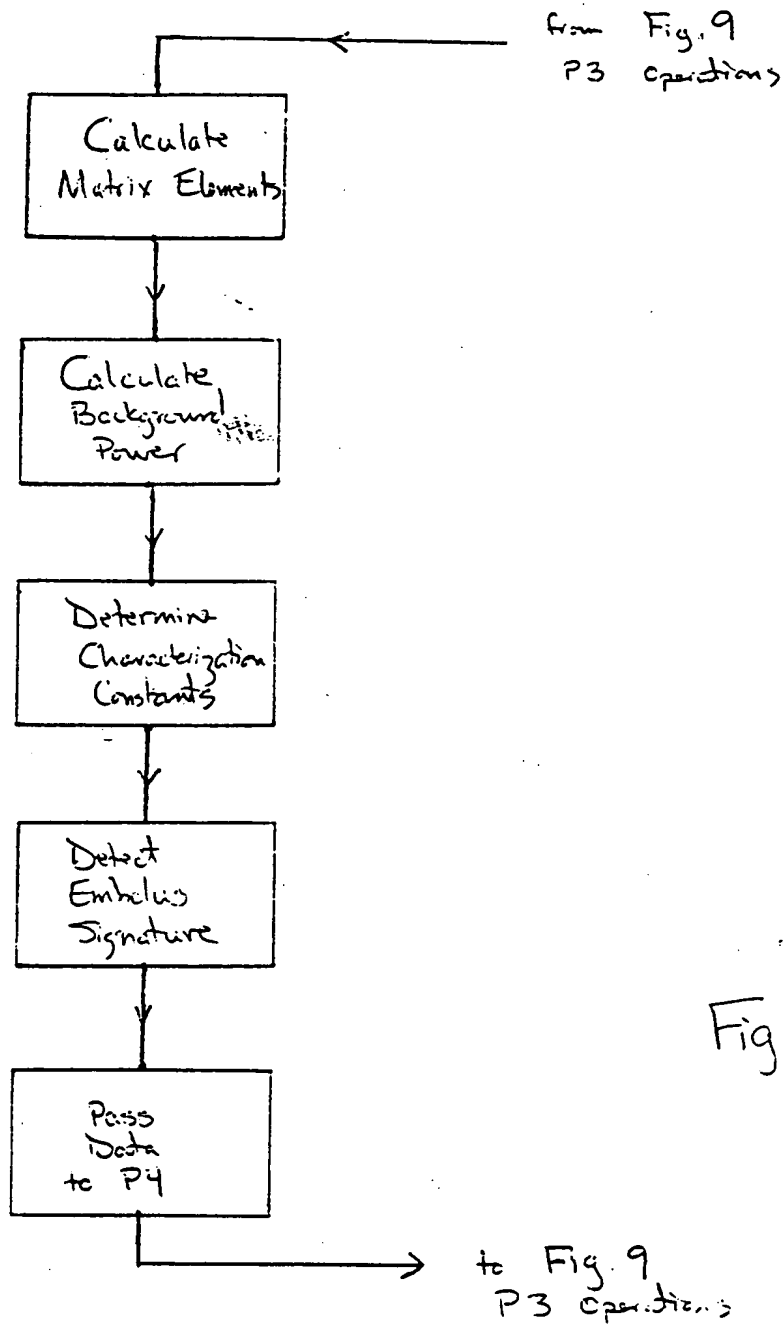 from Fig. 9
P3 operations
Calculate
Matrix Elements
Calculate
Background
Power
Determine
Characterization
Constants
Detect
Embolus
Signature
Pass
Data
to P4
Fig
to Fig. 9
P3 operations